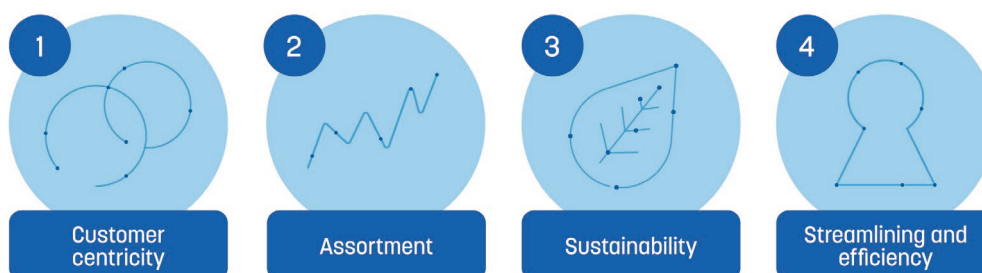 1
Customer
centricity
2
Assortment
3
Sustainability
4
Streamlining and
efficiency